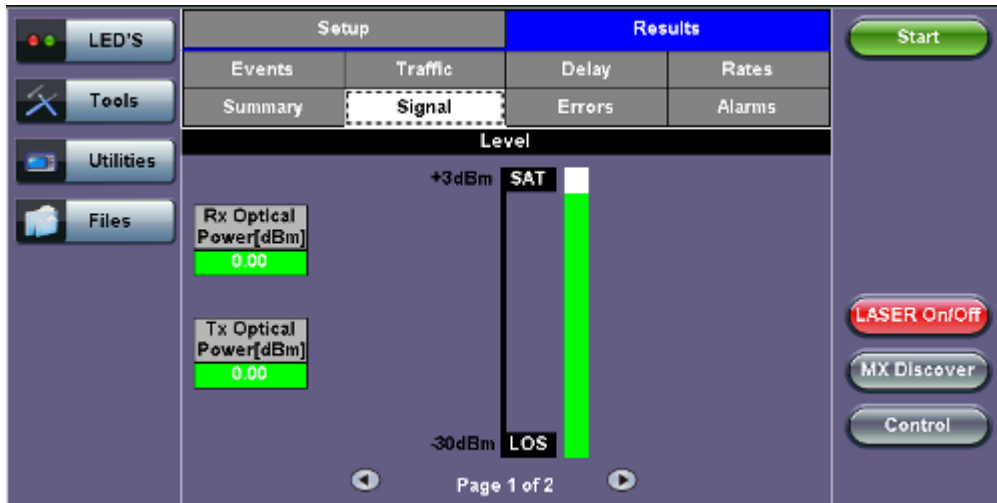 LED'S
Tools
Utilities
Files
Setup
Results
Events
Traffic
Delay
Rates
Summary
Signal
Errors
Alarms
Level
+3dBm
SAT
Rx Optical
Power[dBm]
0.00
Tx Optical
Power[dBm]
0.00
-30dBm
LOS
Page 1 of 2
Start
LASER On/Off
MX Discover
Control